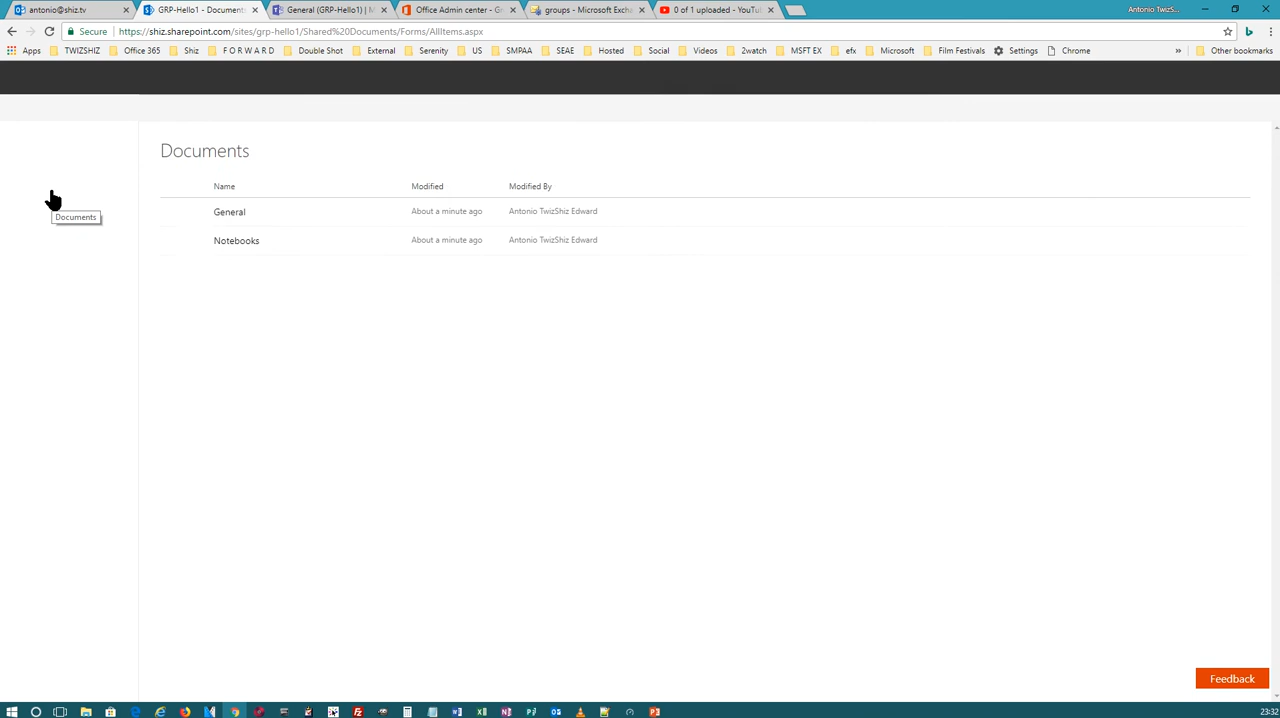 antonio@shiz.tv
GRP-Hello1 - Document
General (GRP-Hello1) | M
Office Admin center - G
groups - Microsoft Excha
0 of 1 uploaded - YouTu
Antonio TwizS...
Secure
https://shiz.sharepoint.com/sites/grp-hello1/Shared%20Documents/Forms/AllItems.aspx
Apps TWIZSHIZ Office 365 Shiz F O R W A R D Double Shot External Serenity US SMPAA SEAE Hosted Social Videos 2watch MSFT EX efx Microsoft Film Festivals Settings Chrome » Other bookmarks
Documents
Name Modified Modified By
General About a minute ago Antonio TwizShiz Edward
Documents
Notebooks About a minute ago Antonio TwizShiz Edward
Feedback
23:32